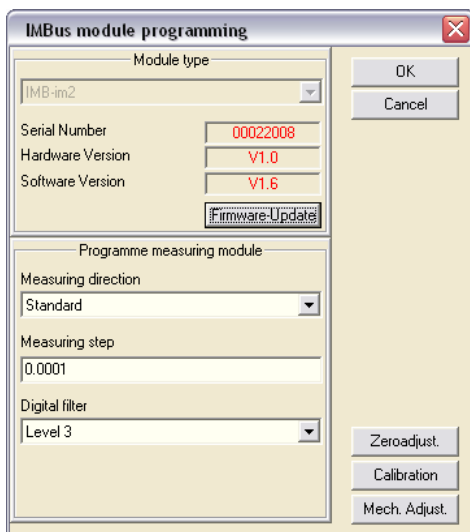 IMBus module programming
Module type
IMB-im2
Serial Number 00022008
Hardware Version V1.0
Software Version V1.6
Firmware-Update
Programme measuring module
Measuring direction
Standard
Measuring step
0.0001
Digital filter
Level 3
OK
Cancel
Zeroadjust.
Calibration
Mech. Adjust.